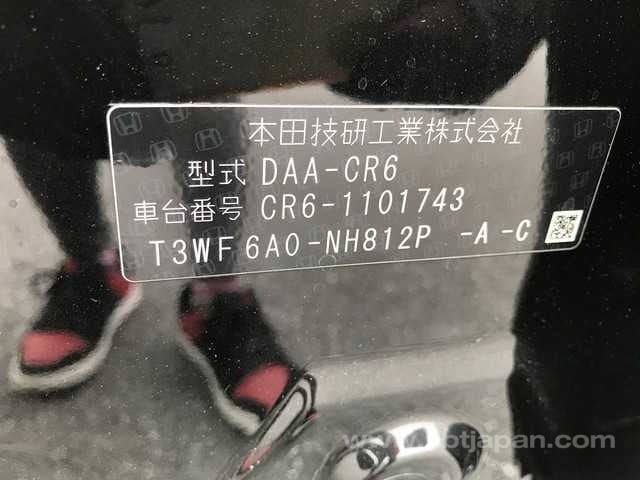 本田技研工業株式会社
型式 DAA-CR6
車台番号 CR6-1101743
T3WF 6A0-NH812P -A -C